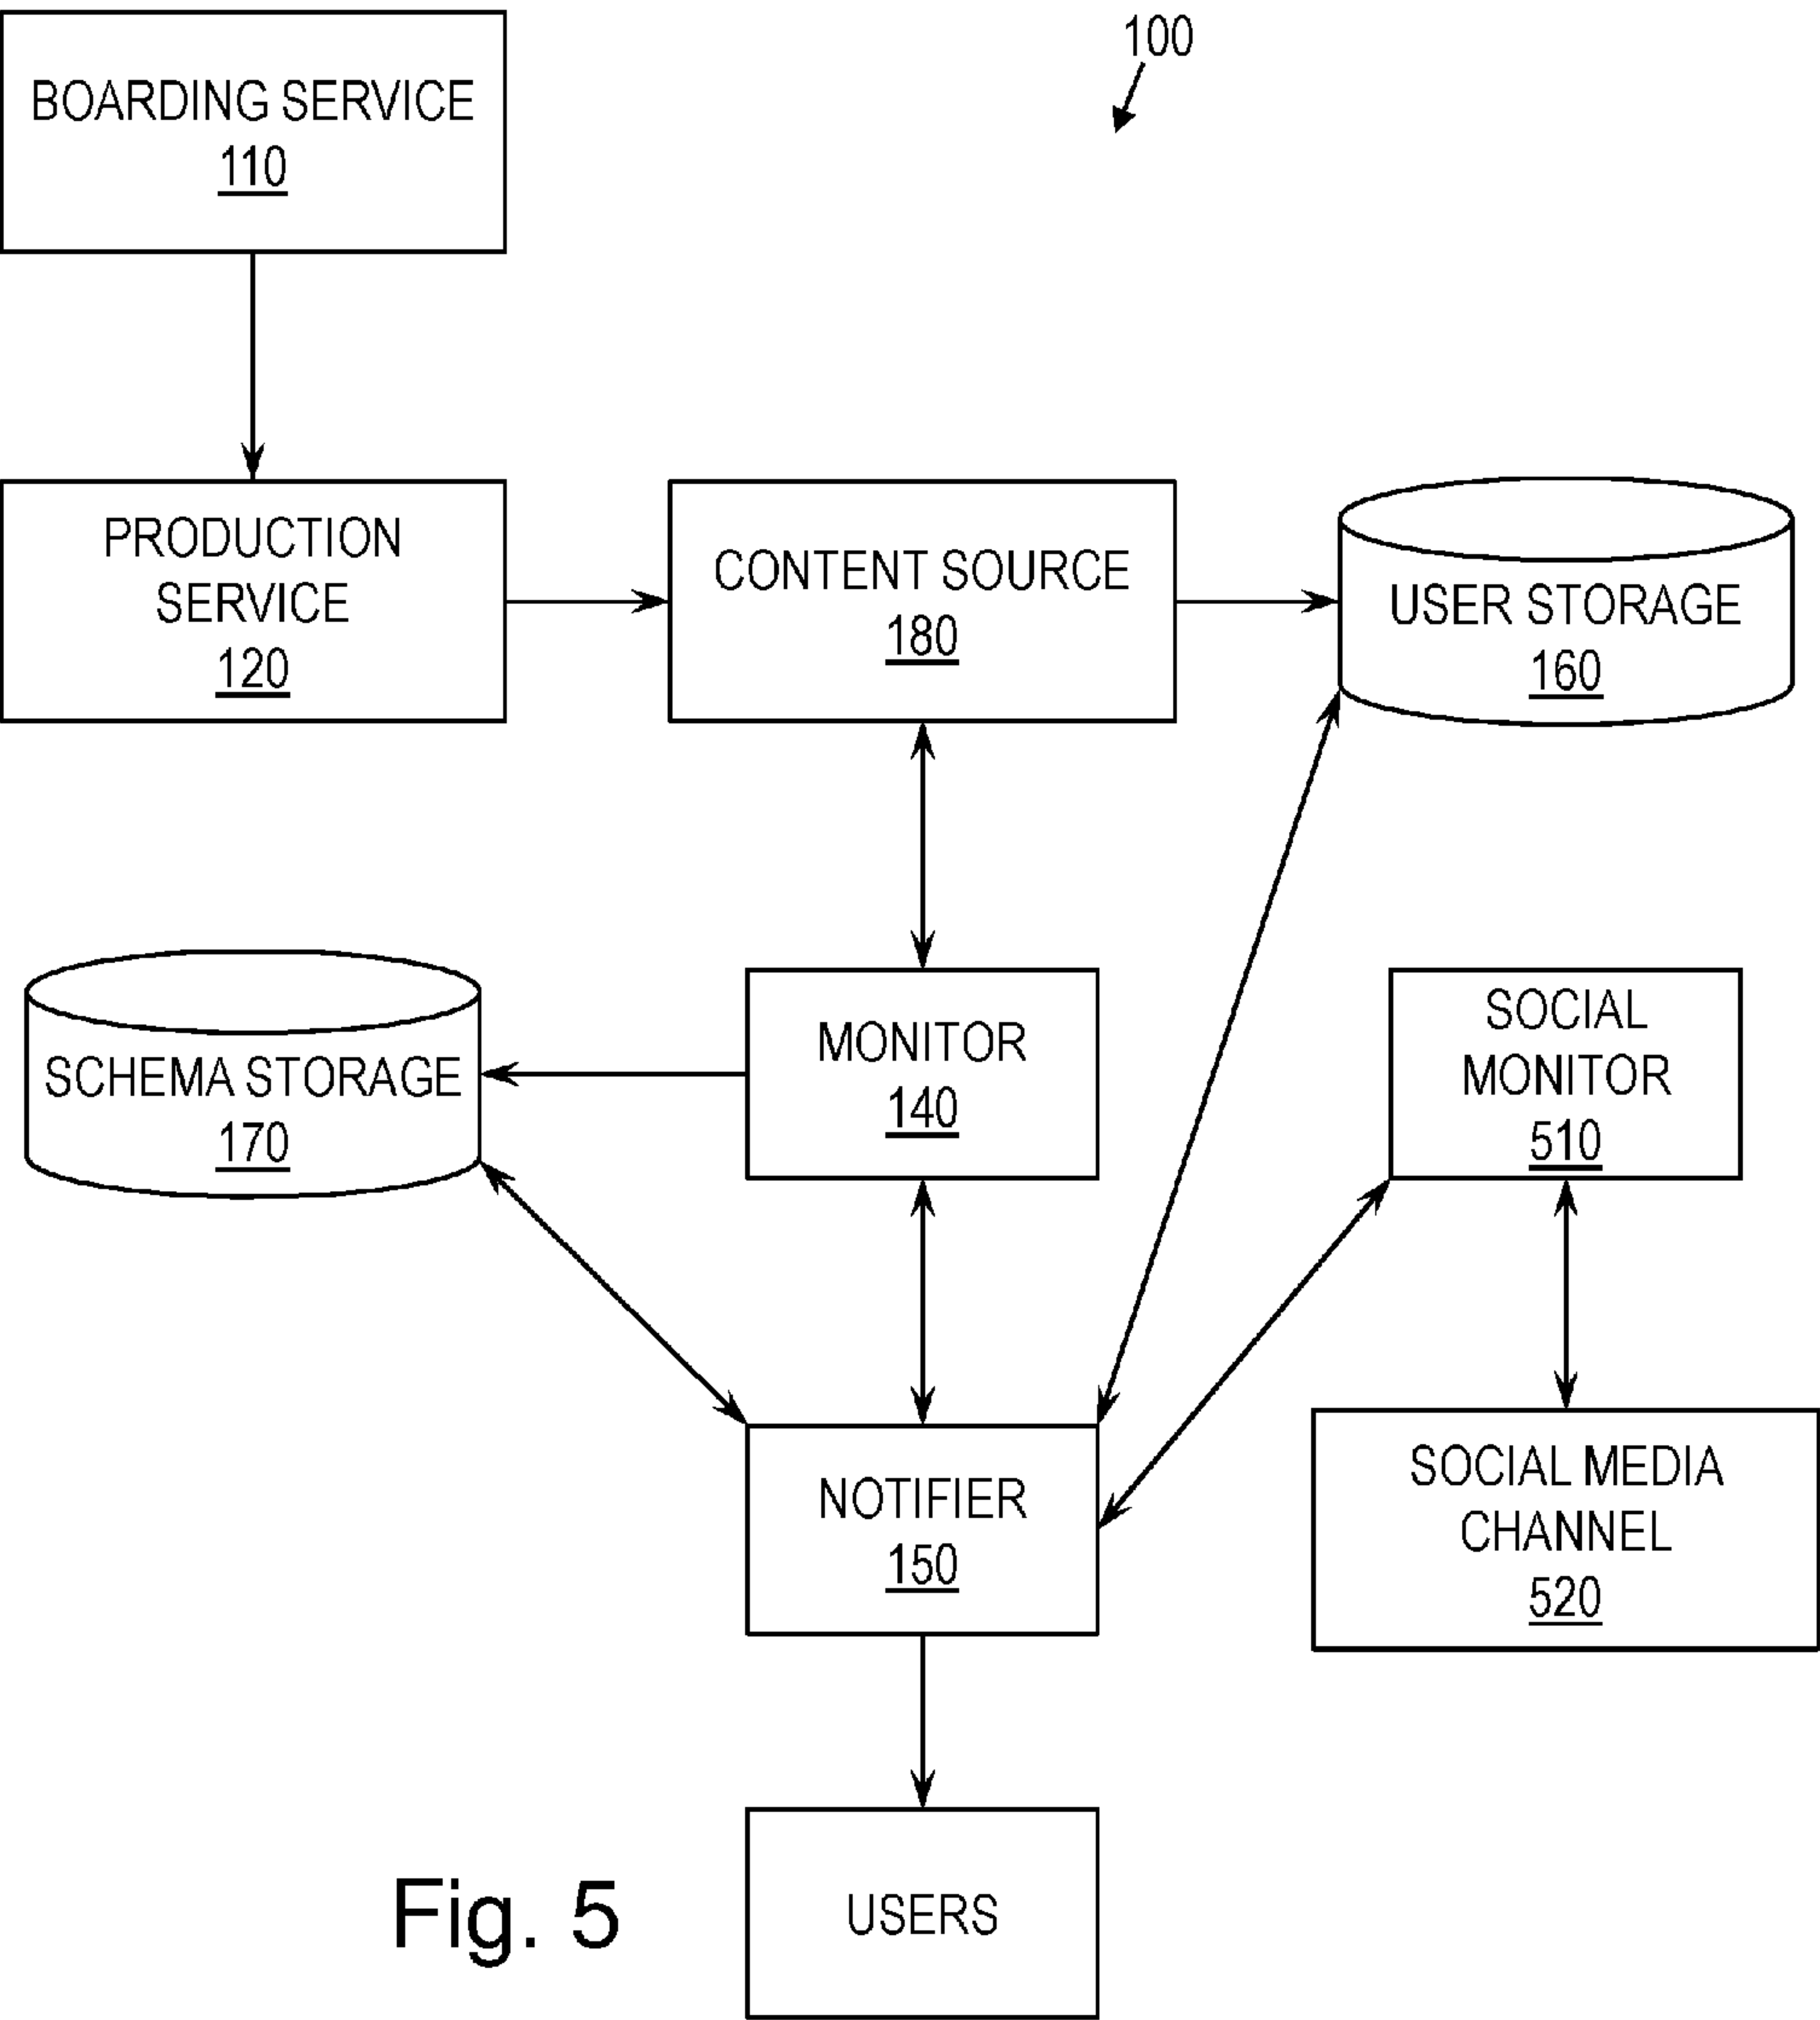 100
BOARDING SERVICE
110
PRODUCTION
SERVICE
120
CONTENT SOURCE
180
USER STORAGE
160
SCHEMA STORAGE
170
MONITOR
140
SOCIAL
MONITOR
510
NOTIFIER
150
SOCIAL MEDIA
CHANNEL
520
USERS
Fig. 5